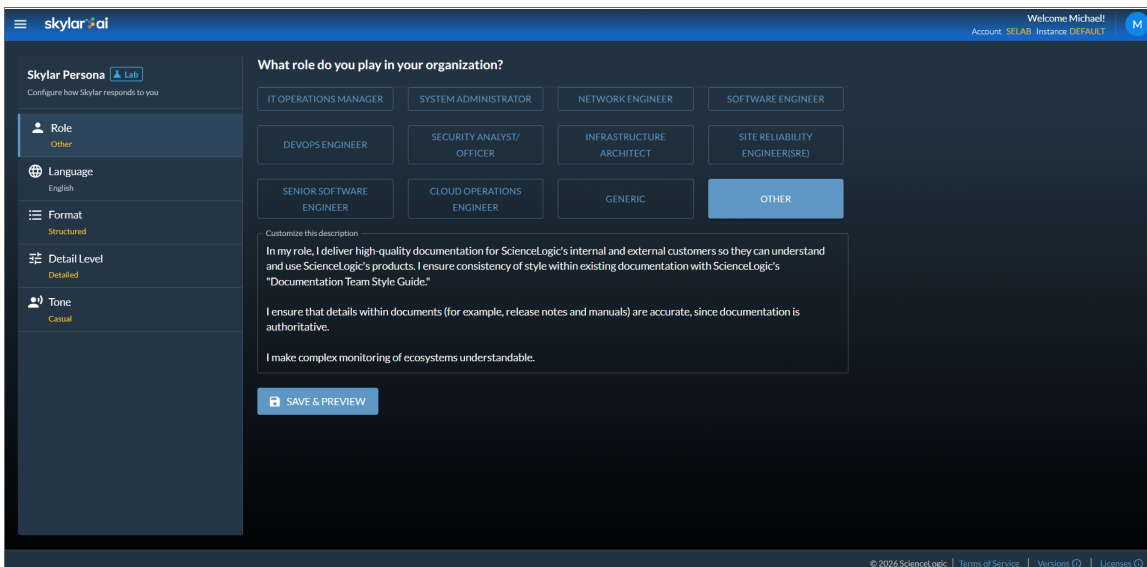 skylar ai
Welcome Michael!
Account SELAB Instance DEFAULT
M
Skylar Persona
Lab
Configure how Skylar responds to you
Role
Other
Language
English
Format
Structured
Detail Level
Detailed
Tone
Casual
What role do you play in your organization?
IT OPERATIONS MANAGER
SYSTEM ADMINISTRATOR
NETWORK ENGINEER
SOFTWARE ENGINEER
DEVOPS ENGINEER
SECURITY ANALYST/
OFFICER
INFRASTRUCTURE
ARCHITECT
SITE RELIABILITY
ENGINEER(SRE)
SENIOR SOFTWARE
ENGINEER
CLOUD OPERATIONS
ENGINEER
GENERIC
OTHER
Customize this description
In my role, I deliver high-quality documentation for ScienceLogic's internal and external customers so they can understand
and use ScienceLogic's products. I ensure consistency of style within existing documentation with ScienceLogic's
"Documentation Team Style Guide."
I ensure that details within documents (for example, release notes and manuals) are accurate, since documentation is
authoritative.
I make complex monitoring of ecosystems understandable.
SAVE & PREVIEW
© 2026 ScienceLogic | Terms of Service | Versions | Licenses